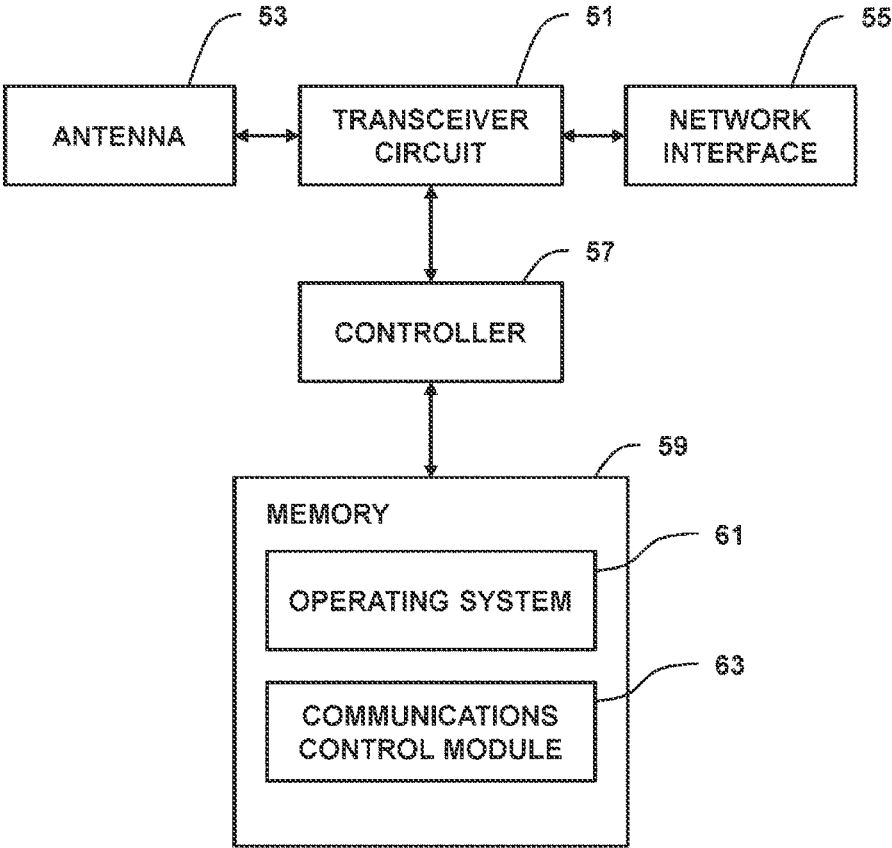 53
51
55
ANTENNA
TRANSCEIVER
CIRCUIT
NETWORK
INTERFACE
57
CONTROLLER
59
MEMORY
61
OPERATING SYSTEM
63
COMMUNICATIONS
CONTROL MODULE